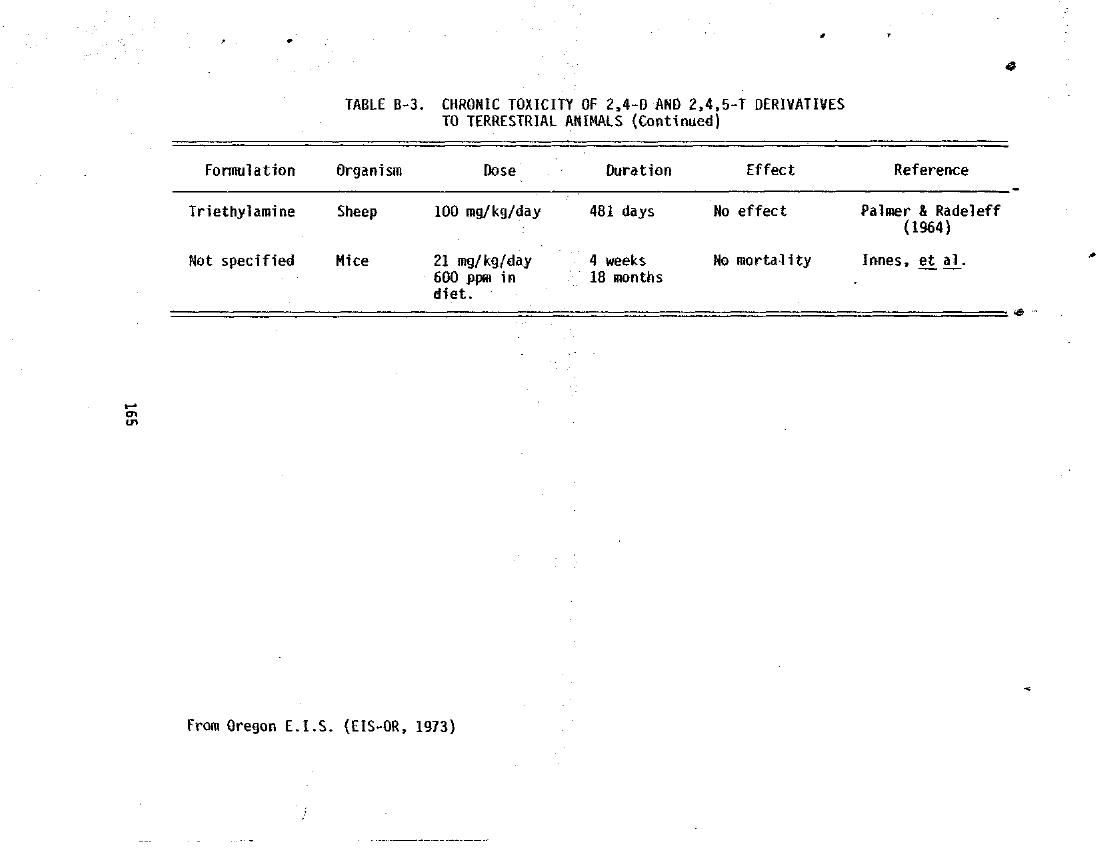 TABLE B-3. CHRONIC TOXICITY OF 2,4-D AND 2,4,5-T DERIVATIVES
TO TERRESTRIAL ANIMALS (Continued)
Formulation Organism Dose Duration Effect Reference
Triethylamine Sheep 100 mg/kg/day 481 days No effect Palmer & Radeleff
(1964)
Not specified Mice 21 mg/kg/day 4 weeks No mortality Innes, et al.
600 ppm in 18 months
diet.
165
From Oregon E.I.S. (EIS-OR, 1973)